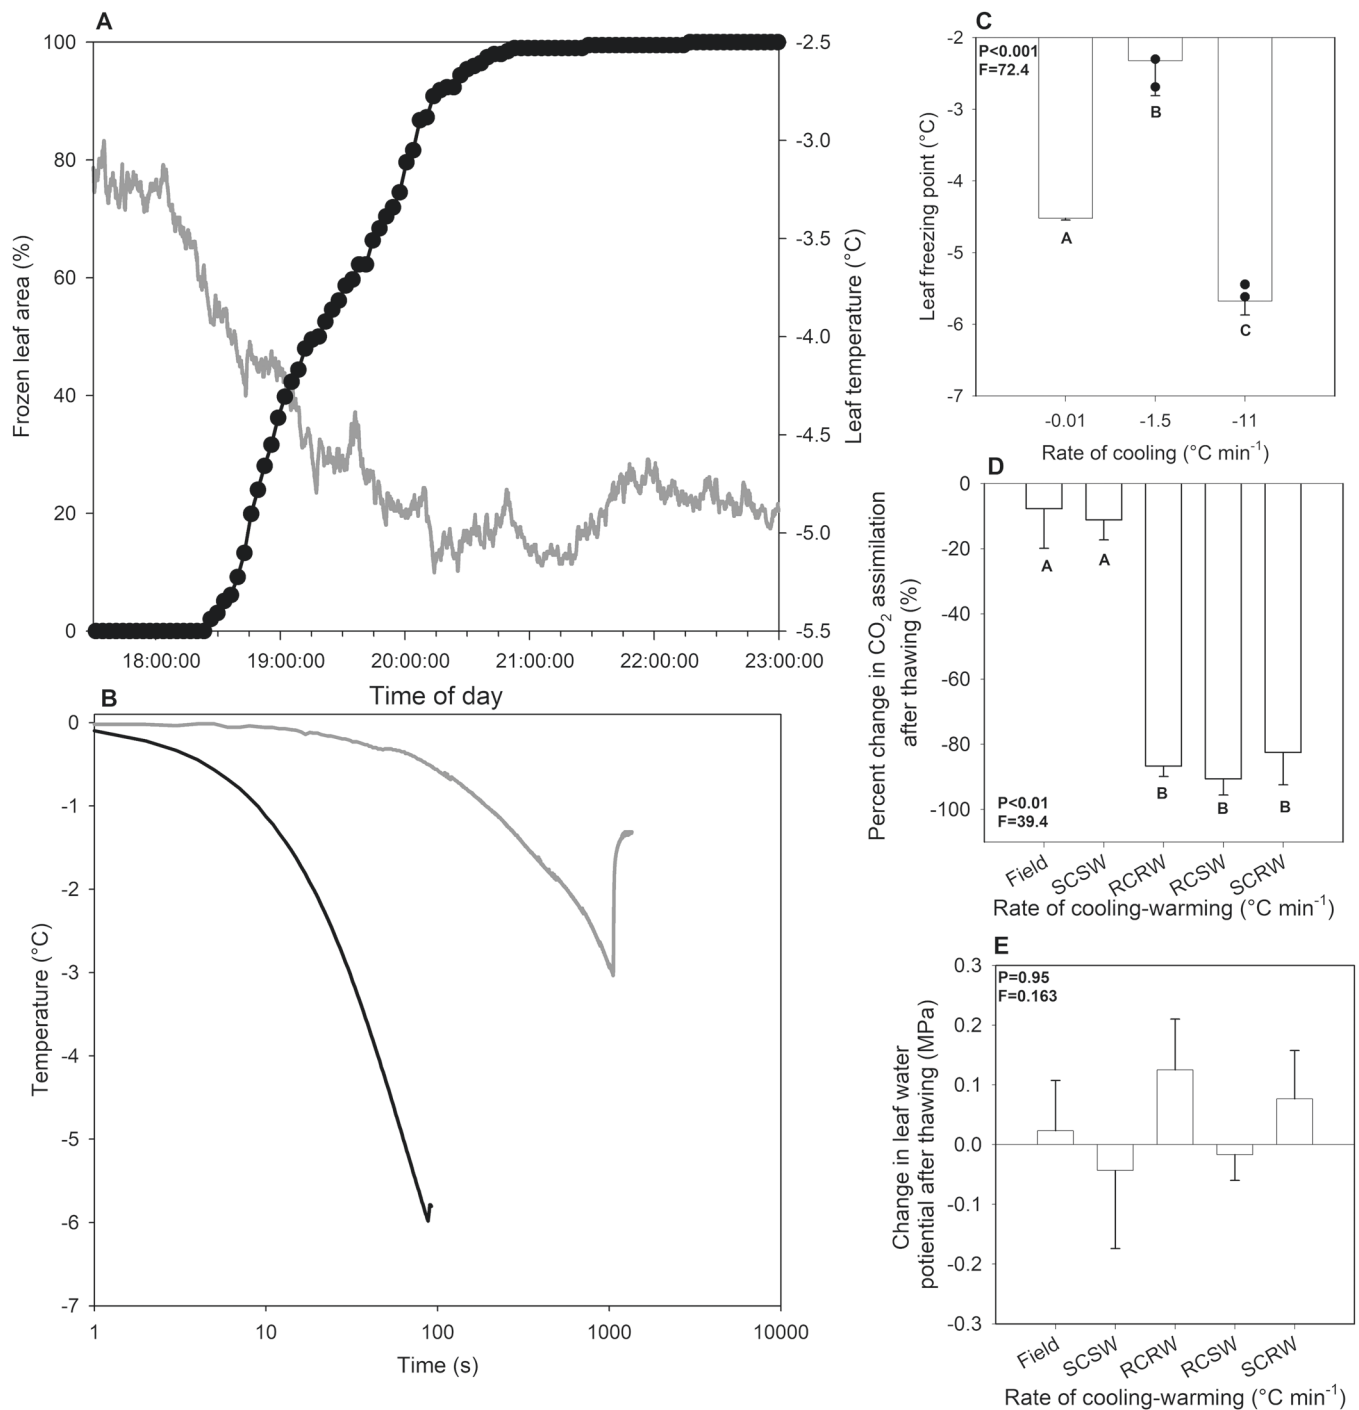 A
100
80
60
40
20
0
Frozen leaf area (%)
-2.5
-3.0
-3.5
-4.0
-4.5
-5.0
-5.5
Leaf temperature (°C)
18:00:00 19:00:00 20:00:00 21:00:00 22:00:00 23:00:00
Time of day
B
0
-1
-2
-3
-4
-5
-6
-7
Temperature (°C)
1 10 100 1000 10000
Time (s)
C
-2
-3
-4
-5
-6
-7
Leaf freezing point (°C)
P<0.001
F=72.4
A
B
C
-0.01 -1.5 -11
Rate of cooling (°C min-1)
D
0
-20
-40
-60
-80
-100
Percent change in CO2 assimilation
after thawing (%)
A A B B B
P<0.01
F=39.4
Field SCSW RCRW RCSW SCRW
Rate of cooling-warming (°C min-1)
E
0.3
0.2
0.1
0.0
-0.1
-0.2
-0.3
Change in leaf water
potiential after thawing (MPa)
P=0.95
F=0.163
Field SCSW RCRW RCSW SCRW
Rate of cooling-warming (°C min-1)